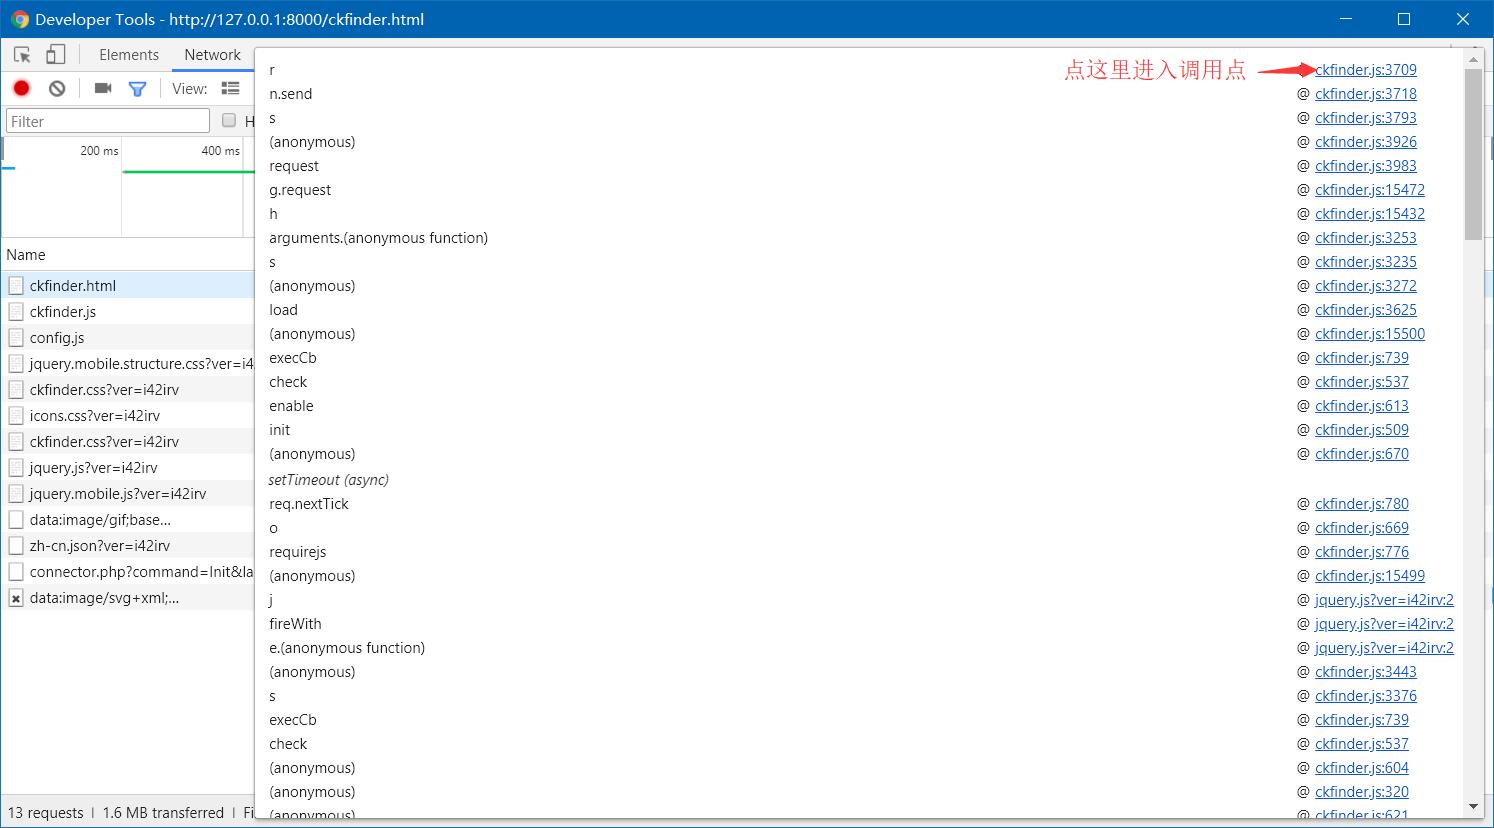 Developer Tools - http://127.0.0.1:8000/ckfinder.html
Elements Network
View:
Filter H
200 ms 400 ms
Name
ckfinder.html
ckfinder.js
config.js
jquery.mobile.structure.css?ver=i4
ckfinder.css?ver=i42irv
icons.css?ver=i42irv
ckfinder.css?ver=i42irv
jquery.js?ver=i42irv
jquery.mobile.js?ver=i42irv
data:image/gif;base...
zh-cn.json?ver=i42irv
connector.php?command=Init&la
data:image/svg+xml;...
13 requests | 1.6 MB transferred | Fi
点这里进入调用点
r @ ckfinder.js:3709
n.send @ ckfinder.js:3718
s @ ckfinder.js:3793
(anonymous) @ ckfinder.js:3926
request @ ckfinder.js:3983
g.request @ ckfinder.js:15472
h @ ckfinder.js:15432
arguments.(anonymous function) @ ckfinder.js:3253
s @ ckfinder.js:3235
(anonymous) @ ckfinder.js:3272
load @ ckfinder.js:3625
(anonymous) @ ckfinder.js:15500
execCb @ ckfinder.js:739
check @ ckfinder.js:537
enable @ ckfinder.js:613
init @ ckfinder.js:509
(anonymous) @ ckfinder.js:670
setTimeout (async)
req.nextTick @ ckfinder.js:780
o @ ckfinder.js:669
requirejs @ ckfinder.js:776
(anonymous) @ ckfinder.js:15499
j @ jquery.js?ver=i42irv:2
fireWith @ jquery.js?ver=i42irv:2
e.(anonymous function) @ jquery.js?ver=i42irv:2
(anonymous) @ ckfinder.js:3443
s @ ckfinder.js:3376
execCb @ ckfinder.js:739
check @ ckfinder.js:537
(anonymous) @ ckfinder.js:604
(anonymous) @ ckfinder.js:320
(anonymous) @ ckfinder.js:621